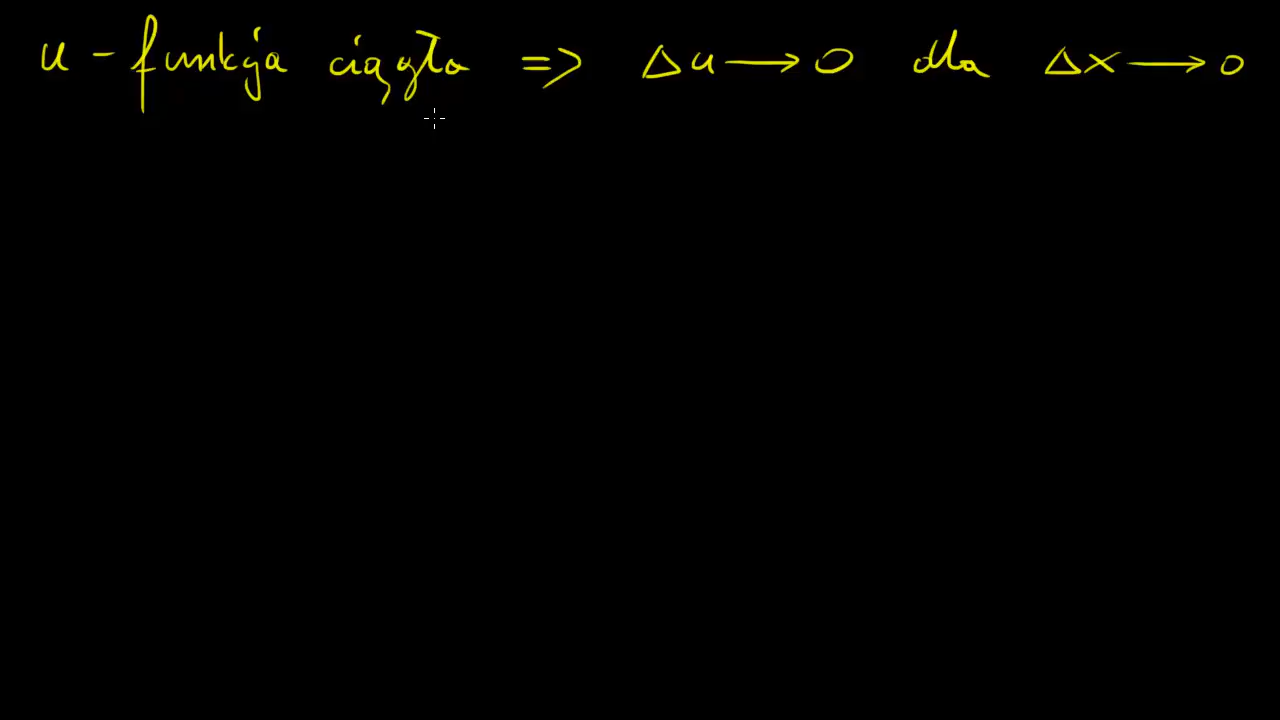 u - funkcja ciągła => Δu → 0 dla Δx → 0